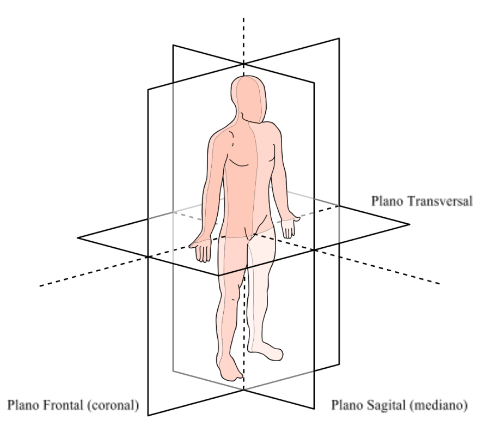 Plano Transversal
Plano Frontal (coronal)
Plano Sagital (mediano)